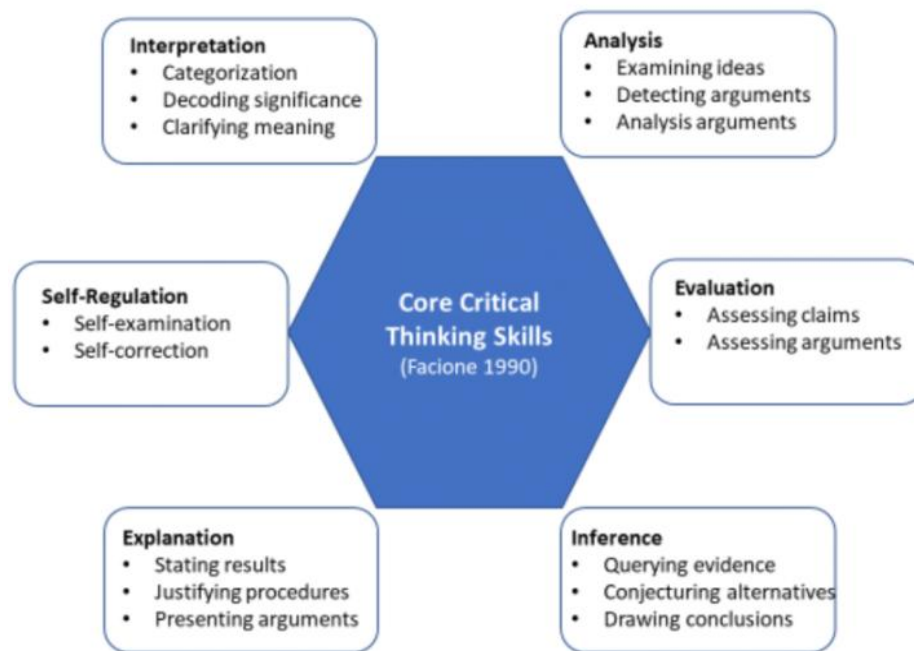 Interpretation
• Categorization
• Decoding significance
• Clarifying meaning
Analysis
• Examining ideas
• Detecting arguments
• Analysis arguments
Self-Regulation
• Self-examination
• Self-correction
Core Critical
Thinking Skills
(Facione 1990)
Evaluation
• Assessing claims
• Assessing arguments
Explanation
• Stating results
• Justifying procedures
• Presenting arguments
Inference
• Querying evidence
• Conjecturing alternatives
• Drawing conclusions